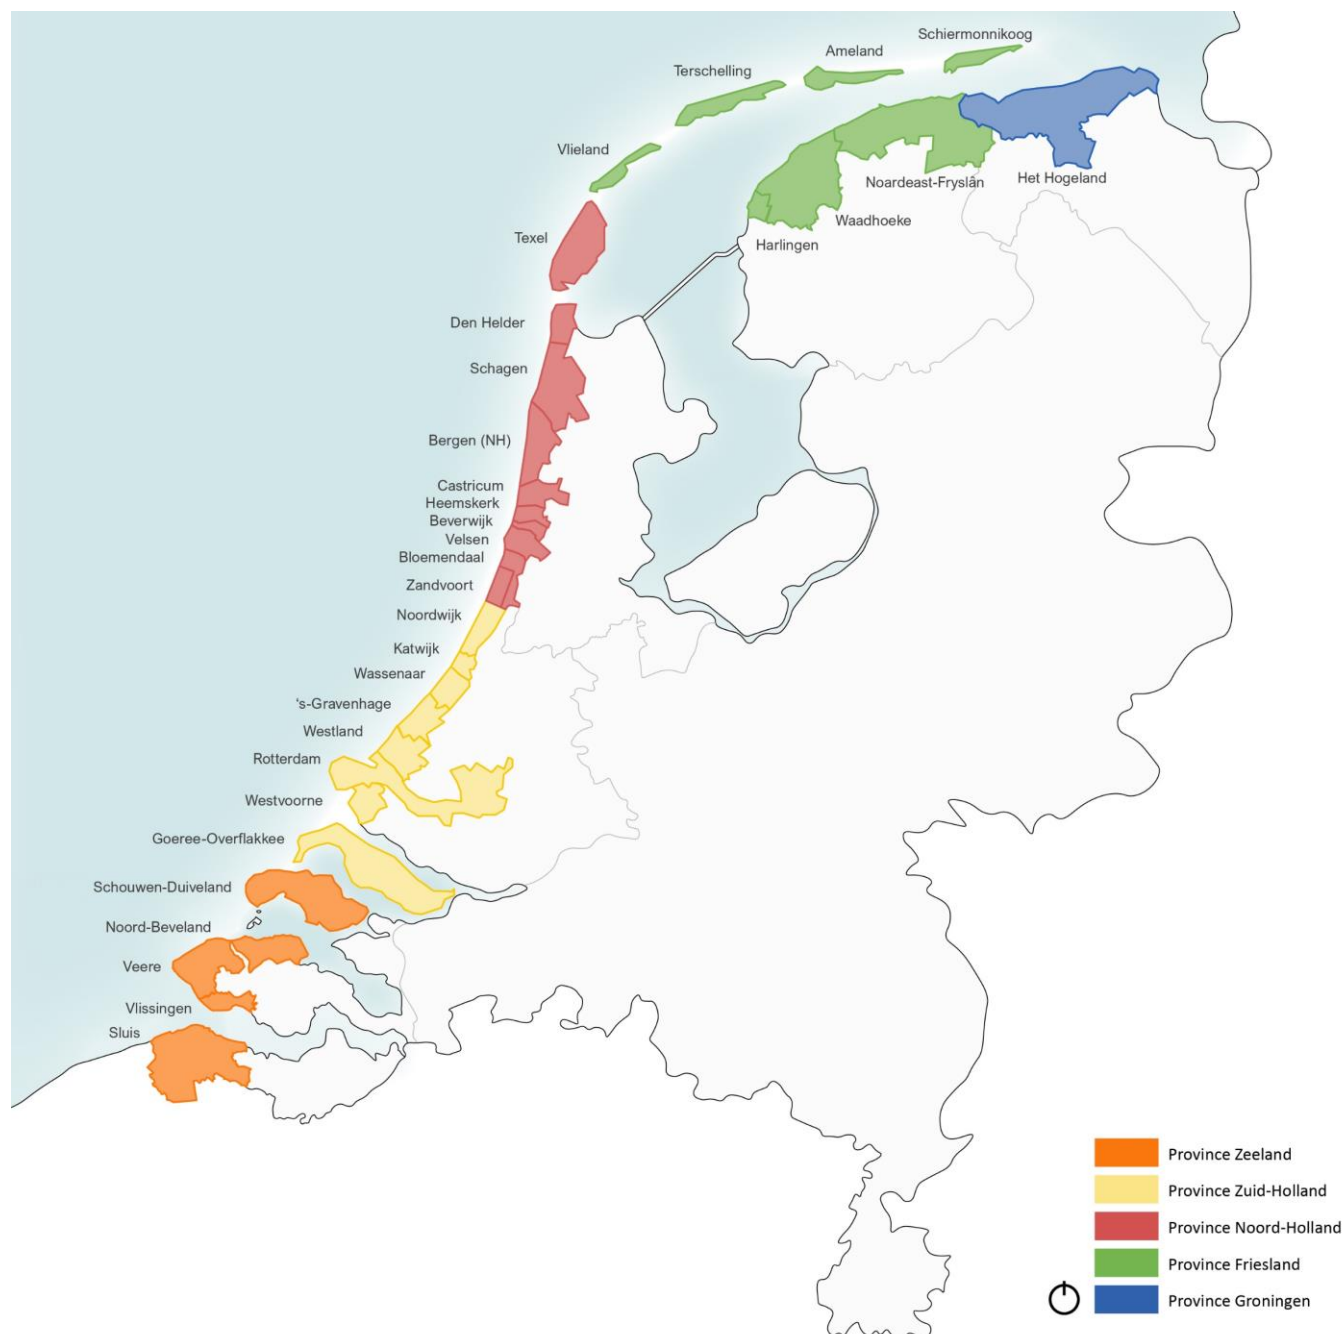 Schiermonnikoog
Ameland
Terschelling
Vlieland
Noardeast-Fryslân
Het Hogeland
Waadhoeke
Harlingen
Texel
Den Helder
Schagen
Bergen (NH)
Castricum
Heemskerk
Beverwijk
Velsen
Bloemendaal
Zandvoort
Noordwijk
Katwijk
Wassenaar
‘s-Gravenhage
Westland
Rotterdam
Westvoorne
Goeree-Overflakkee
Schouwen-Duiveland
Noord-Beveland
Veere
Vlissingen
Sluis
Province Zeeland
Province Zuid-Holland
Province Noord-Holland
Province Friesland
Province Groningen